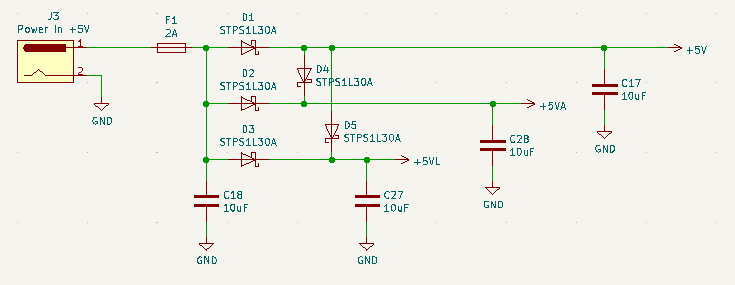 J3
Power In +5V
1
2
GND
F1
2A
D1
STPS1L30A
D4
STPS1L30A
D2
STPS1L30A
D5
STPS1L30A
D3
STPS1L30A
+5V
+5VA
+5VL
C17
10uF
GND
C28
10uF
GND
C18
10uF
GND
C27
10uF
GND